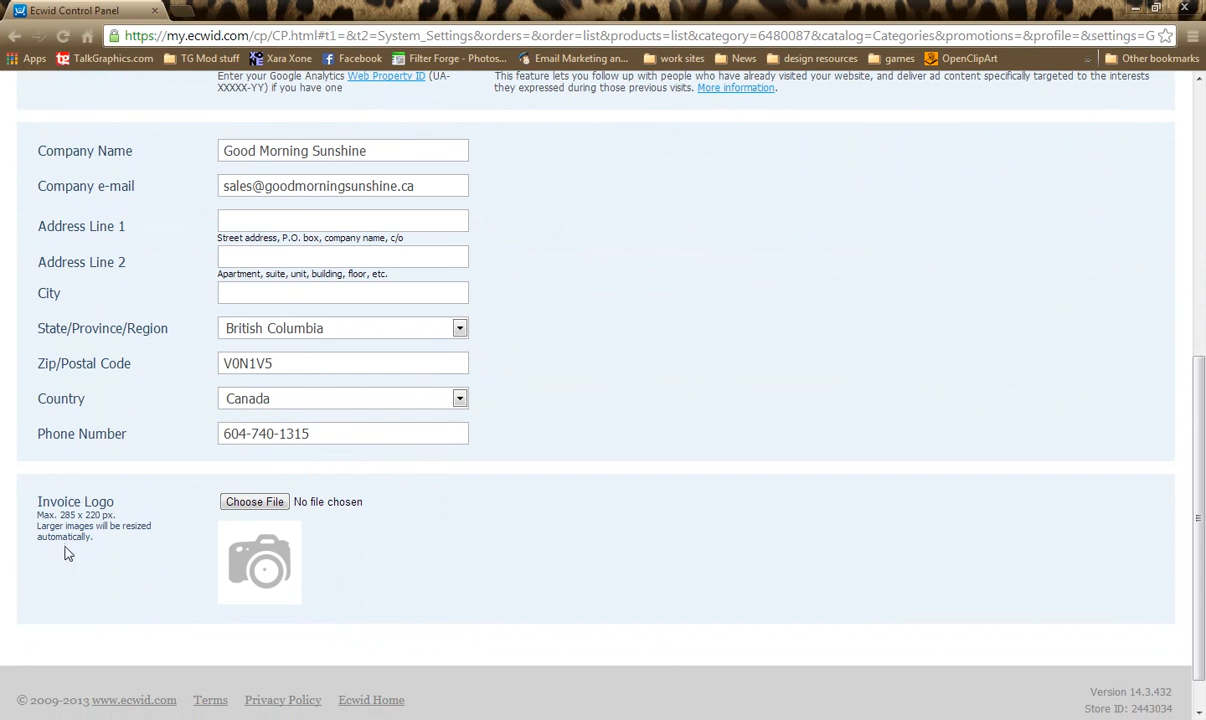 Ecwid Control Panel
https://my.ecwid.com/cp/CP.html#t1=&t2=System_Settings&orders=&order=list&products=list&category=6480087&catalog=Categories&promotions=&profile=&settings=G
Apps TalkGraphics.com TG Mod stuff Xara Xone Facebook Filter Forge - Photos... Email Marketing an... work sites News design resources games OpenClipArt » Other bookmarks
Enter your Google Analytics Web Property ID (UA-
XXXXX-YY) if you have one
This feature lets you follow up with people who have already visited your website, and deliver ad content specifically targeted to the interests
they expressed during those previous visits. More information.
Company Name Good Morning Sunshine
Company e-mail sales@goodmorningsunshine.ca
Address Line 1
Street address, P.O. box, company name, c/o
Address Line 2
Apartment, suite, unit, building, floor, etc.
City
State/Province/Region British Columbia
Zip/Postal Code V0N1V5
Country Canada
Phone Number 604-740-1315
Invoice Logo Choose File No file chosen
Max. 285 x 220 px.
Larger images will be resized
automatically.
© 2009-2013 www.ecwid.com Terms Privacy Policy Ecwid Home
Version 14.3.432
Store ID: 2443034